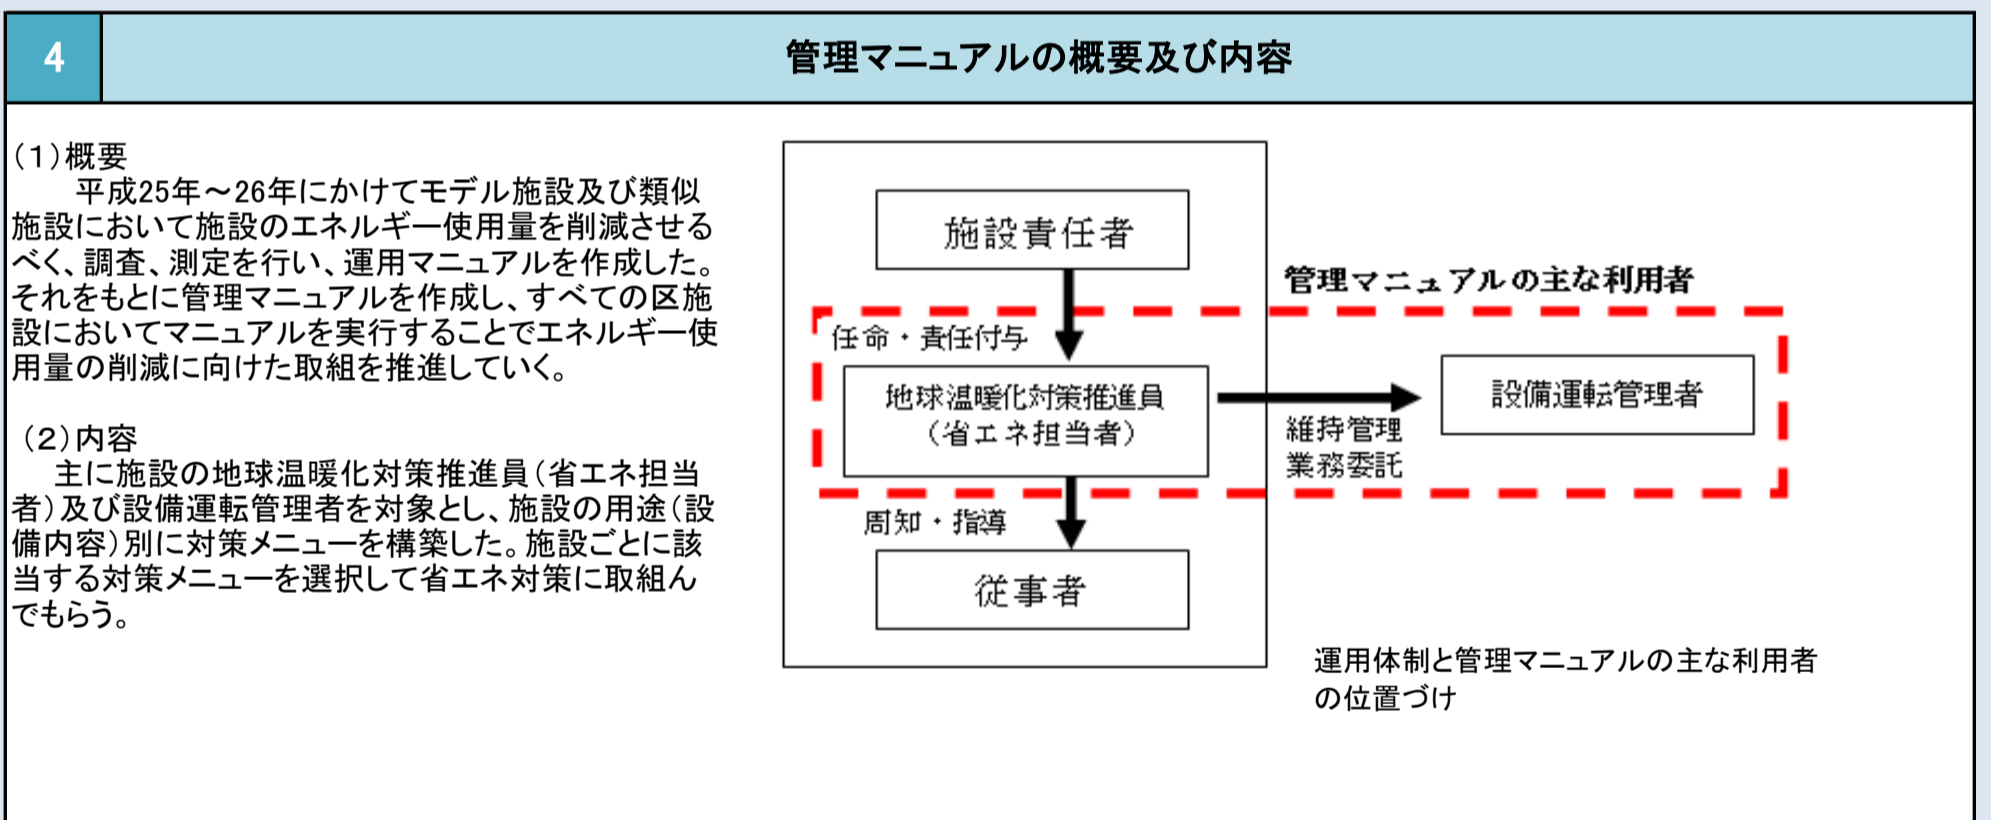 4
管理マニュアルの概要及び内容
（1）概要
平成25年～26年にかけてモデル施設及び類似
施設において施設のエネルギー使用量を削減させる
べく、調査、測定を行い、運用マニュアルを作成した。
それをもとに管理マニュアルを作成し、すべての区施
設においてマニュアルを実行することでエネルギー使
用量の削減に向けた取組を推進していく。
（2）内容
主に施設の地球温暖化対策推進員（省エネ担当
者）及び設備運転管理者を対象とし、施設の用途（設
備内容）別に対策メニューを構築した。施設ごとに該
当する対策メニューを選択して省エネ対策に取組ん
でもらう。
施設責任者
管理マニュアルの主な利用者
任命・責任付与
地球温暖化対策推進員
（省エネ担当者）
設備運転管理者
維持管理
業務委託
周知・指導
従事者
運用体制と管理マニュアルの主な利用者
の位置づけ